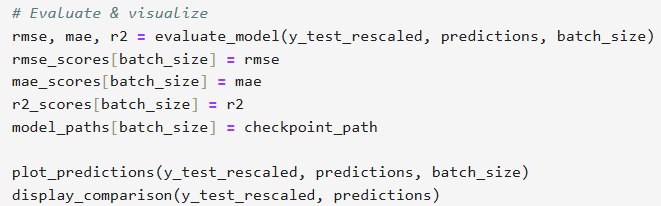 # Evaluate & visualize
rmse, mae, r2 = evaluate_model(y_test_rescaled, predictions, batch_size)
rmse_scores[batch_size] = rmse
mae_scores[batch_size] = mae
r2_scores[batch_size] = r2
model_paths[batch_size] = checkpoint_path
plot_predictions(y_test_rescaled, predictions, batch_size)
display_comparison(y_test_rescaled, predictions)